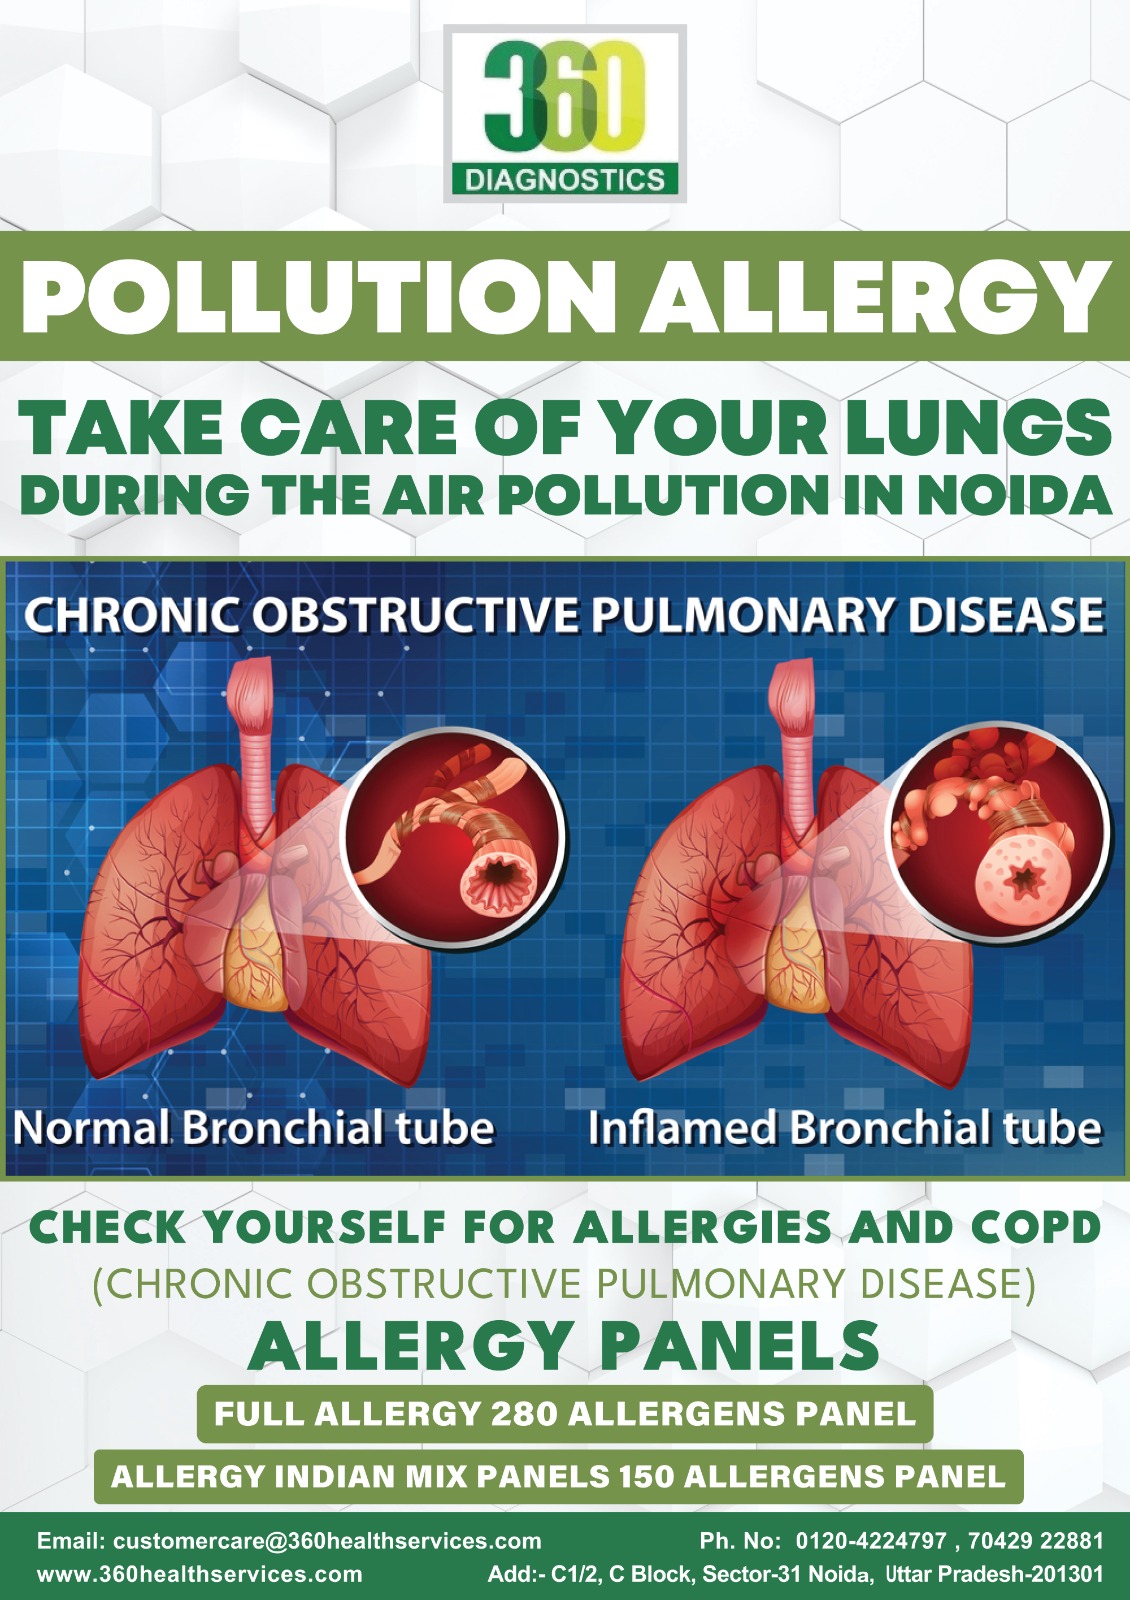 360
DIAGNOSTICS
POLLUTION ALLERGY
TAKE CARE OF YOUR LUNGS
DURING THE AIR POLLUTION IN NOIDA
CHRONIC OBSTRUCTIVE PULMONARY DISEASE
Normal Bronchial tube
Inflamed Bronchial tube
CHECK YOURSELF FOR ALLERGIES AND COPD
(CHRONIC OBSTRUCTIVE PULMONARY DISEASE)
ALLERGY PANELS
FULL ALLERGY 280 ALLERGENS PANEL
ALLERGY INDIAN MIX PANELS 150 ALLERGENS PANEL
Email: customercare@360healthservices.com
Ph. No: 0120-4224797 , 70429 22881
www.360healthservices.com
Add:- C1/2, C Block, Sector-31 Noida, Uttar Pradesh-201301